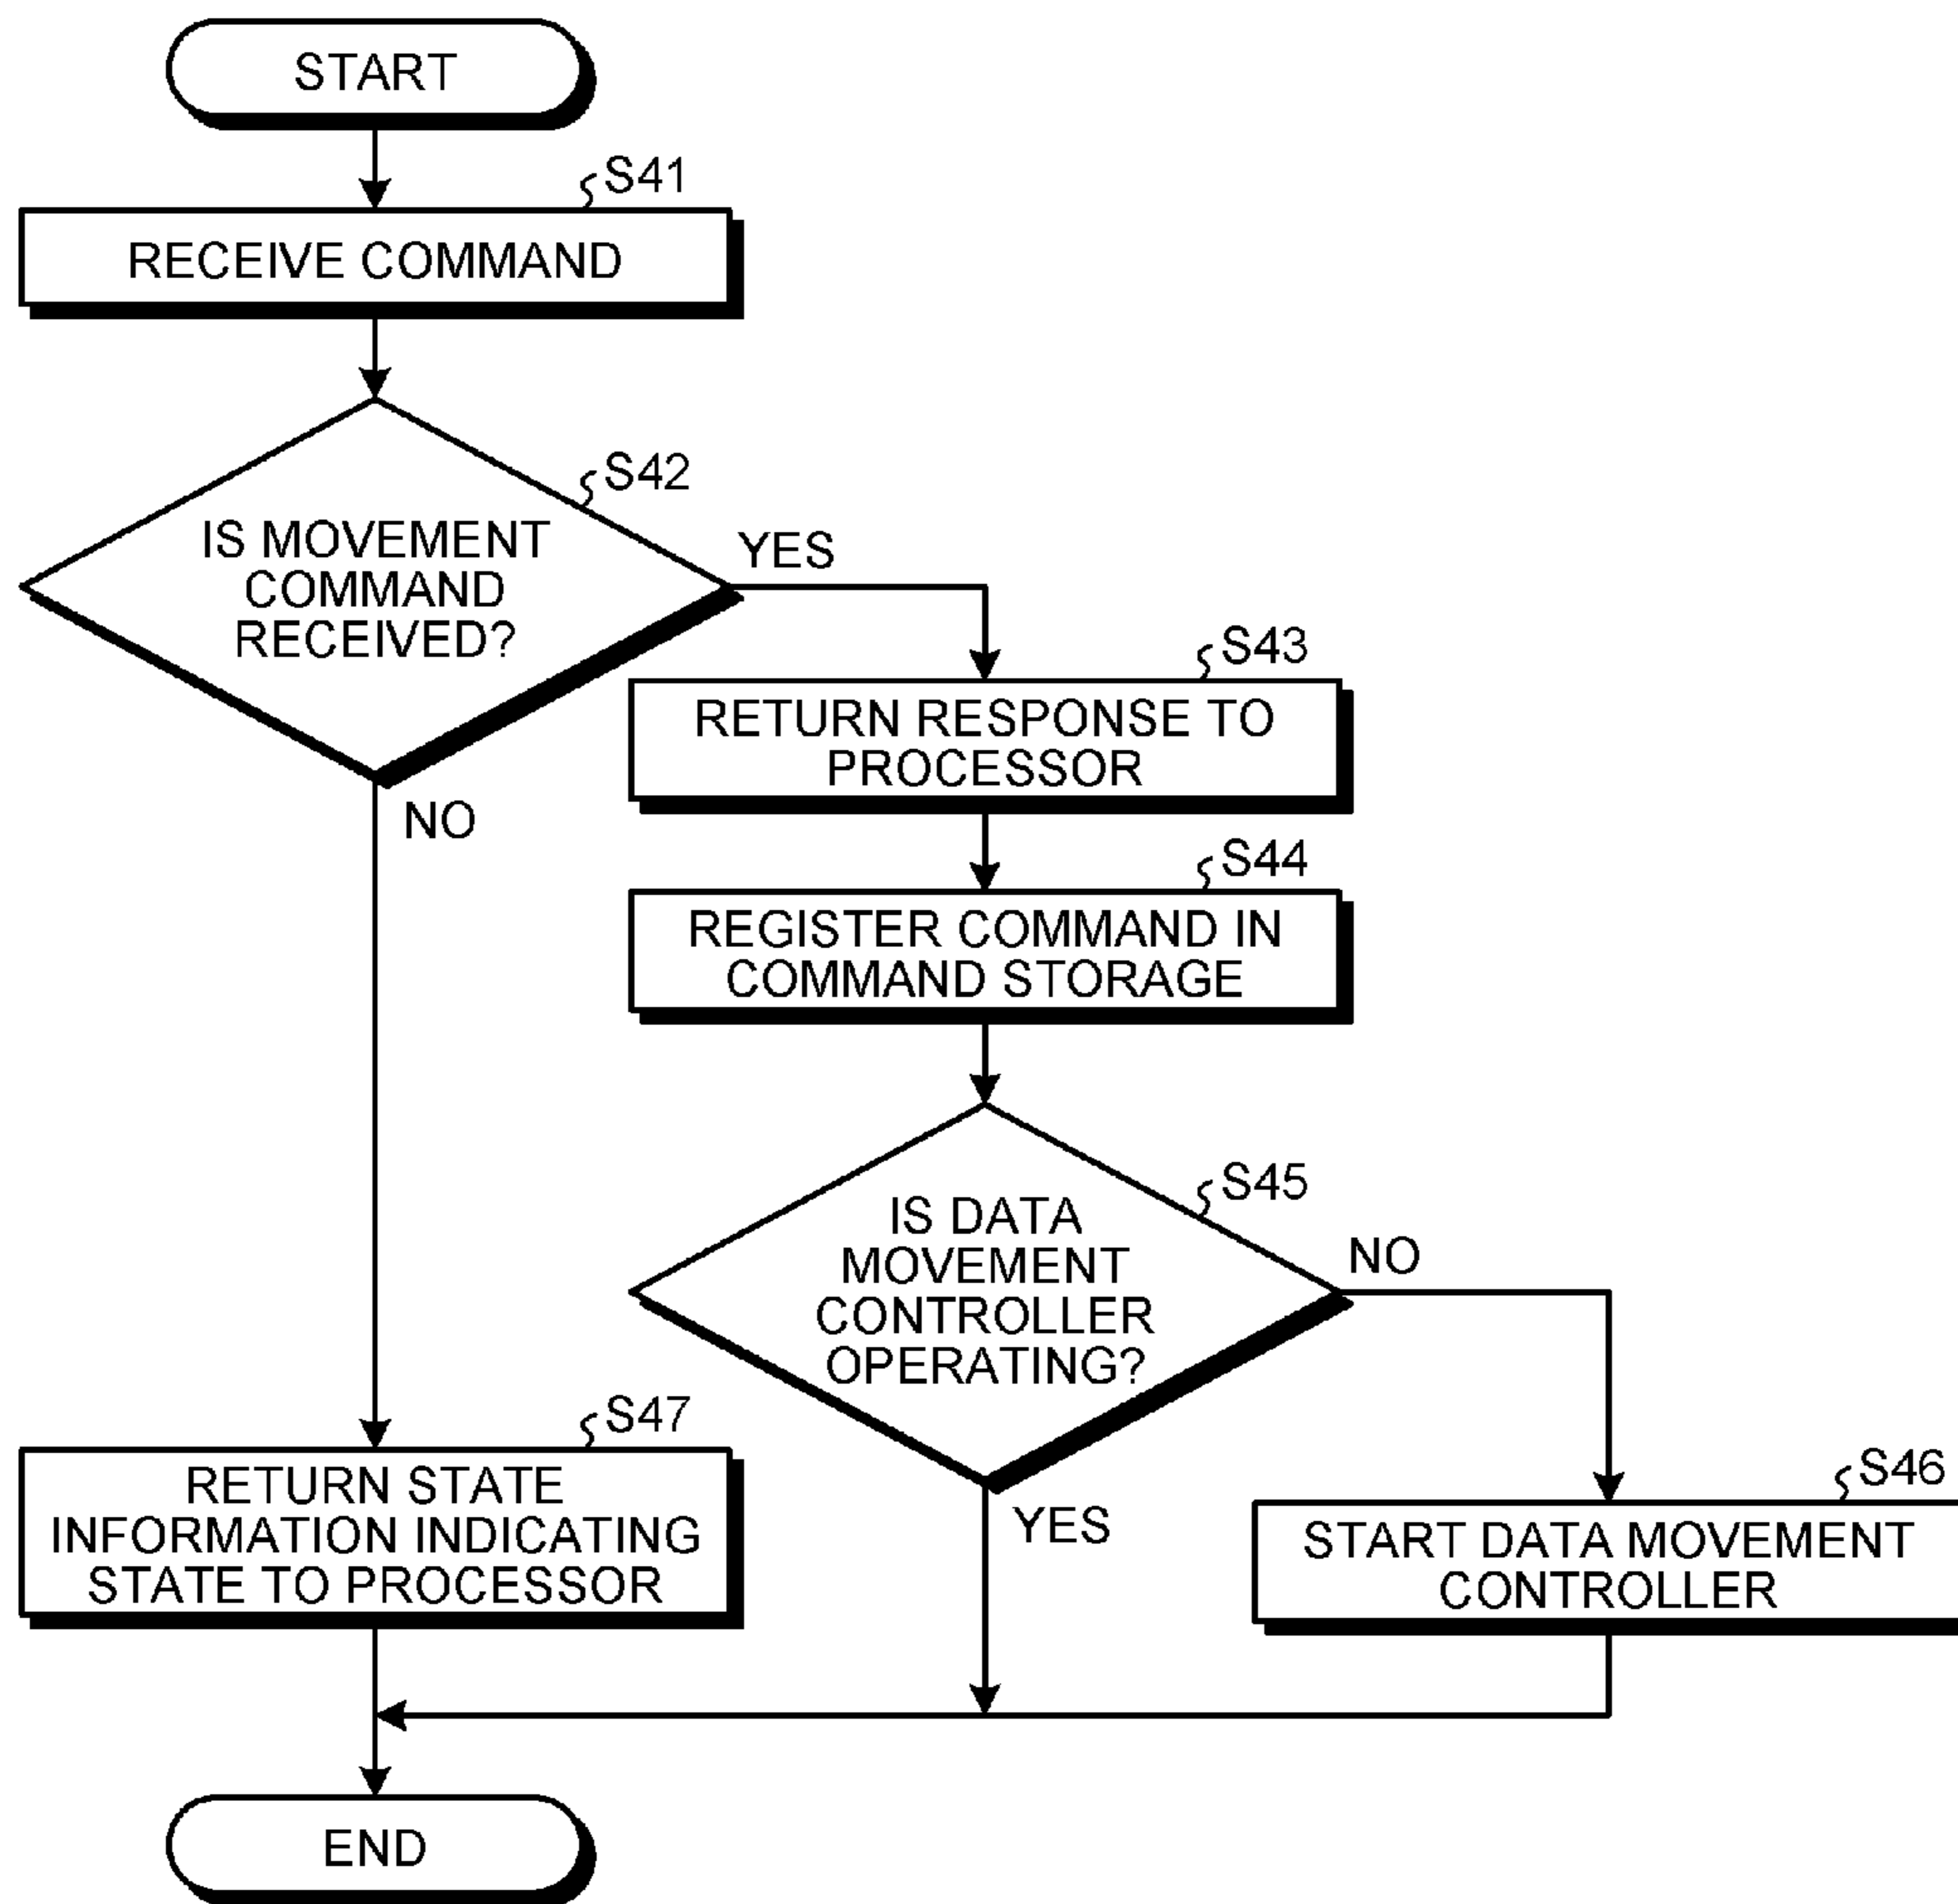 START
S41
RECEIVE COMMAND
S42
IS MOVEMENT
COMMAND
RECEIVED?
YES
NO
S43
RETURN RESPONSE TO
PROCESSOR
S44
REGISTER COMMAND IN
COMMAND STORAGE
S45
IS DATA
MOVEMENT
CONTROLLER
OPERATING?
NO
YES
S46
START DATA MOVEMENT
CONTROLLER
S47
RETURN STATE
INFORMATION INDICATING
STATE TO PROCESSOR
END